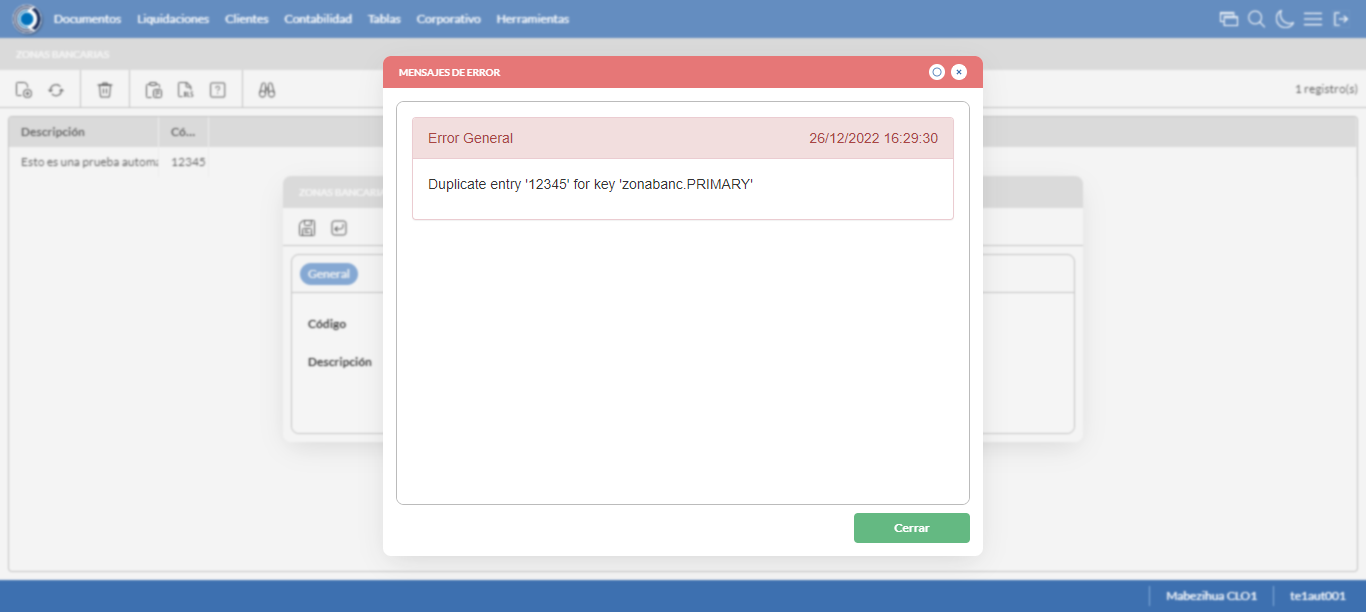 Documentos Liquidaciones Clientes Contabilidad Tablas Corporativo Herramientas
ZONAS BANCARIAS
MENSAJES DE ERROR
1 registro(s)
Descripción Có...
Error General 26/12/2022 16:29:30
Esto es una prueba automa 12345
Duplicate entry '12345' for key 'zonabanc.PRIMARY'
ZONAS BANCARIA
General
Código
Descripción
Cerrar
Mabezihua CLO1 te1aut001